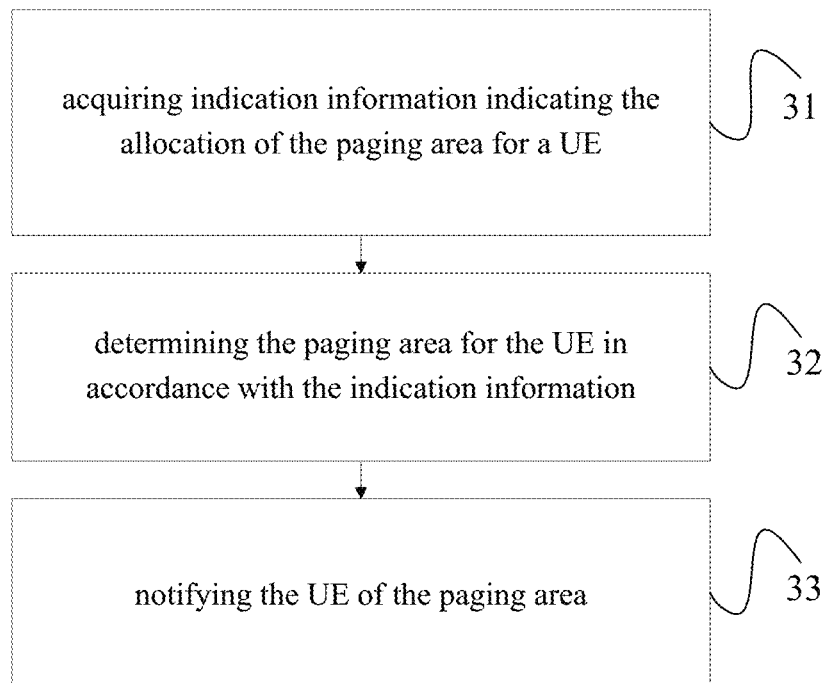 acquiring indication information indicating the
allocation of the paging area for a UE
31
determining the paging area for the UE in
accordance with the indication information
32
notifying the UE of the paging area
33